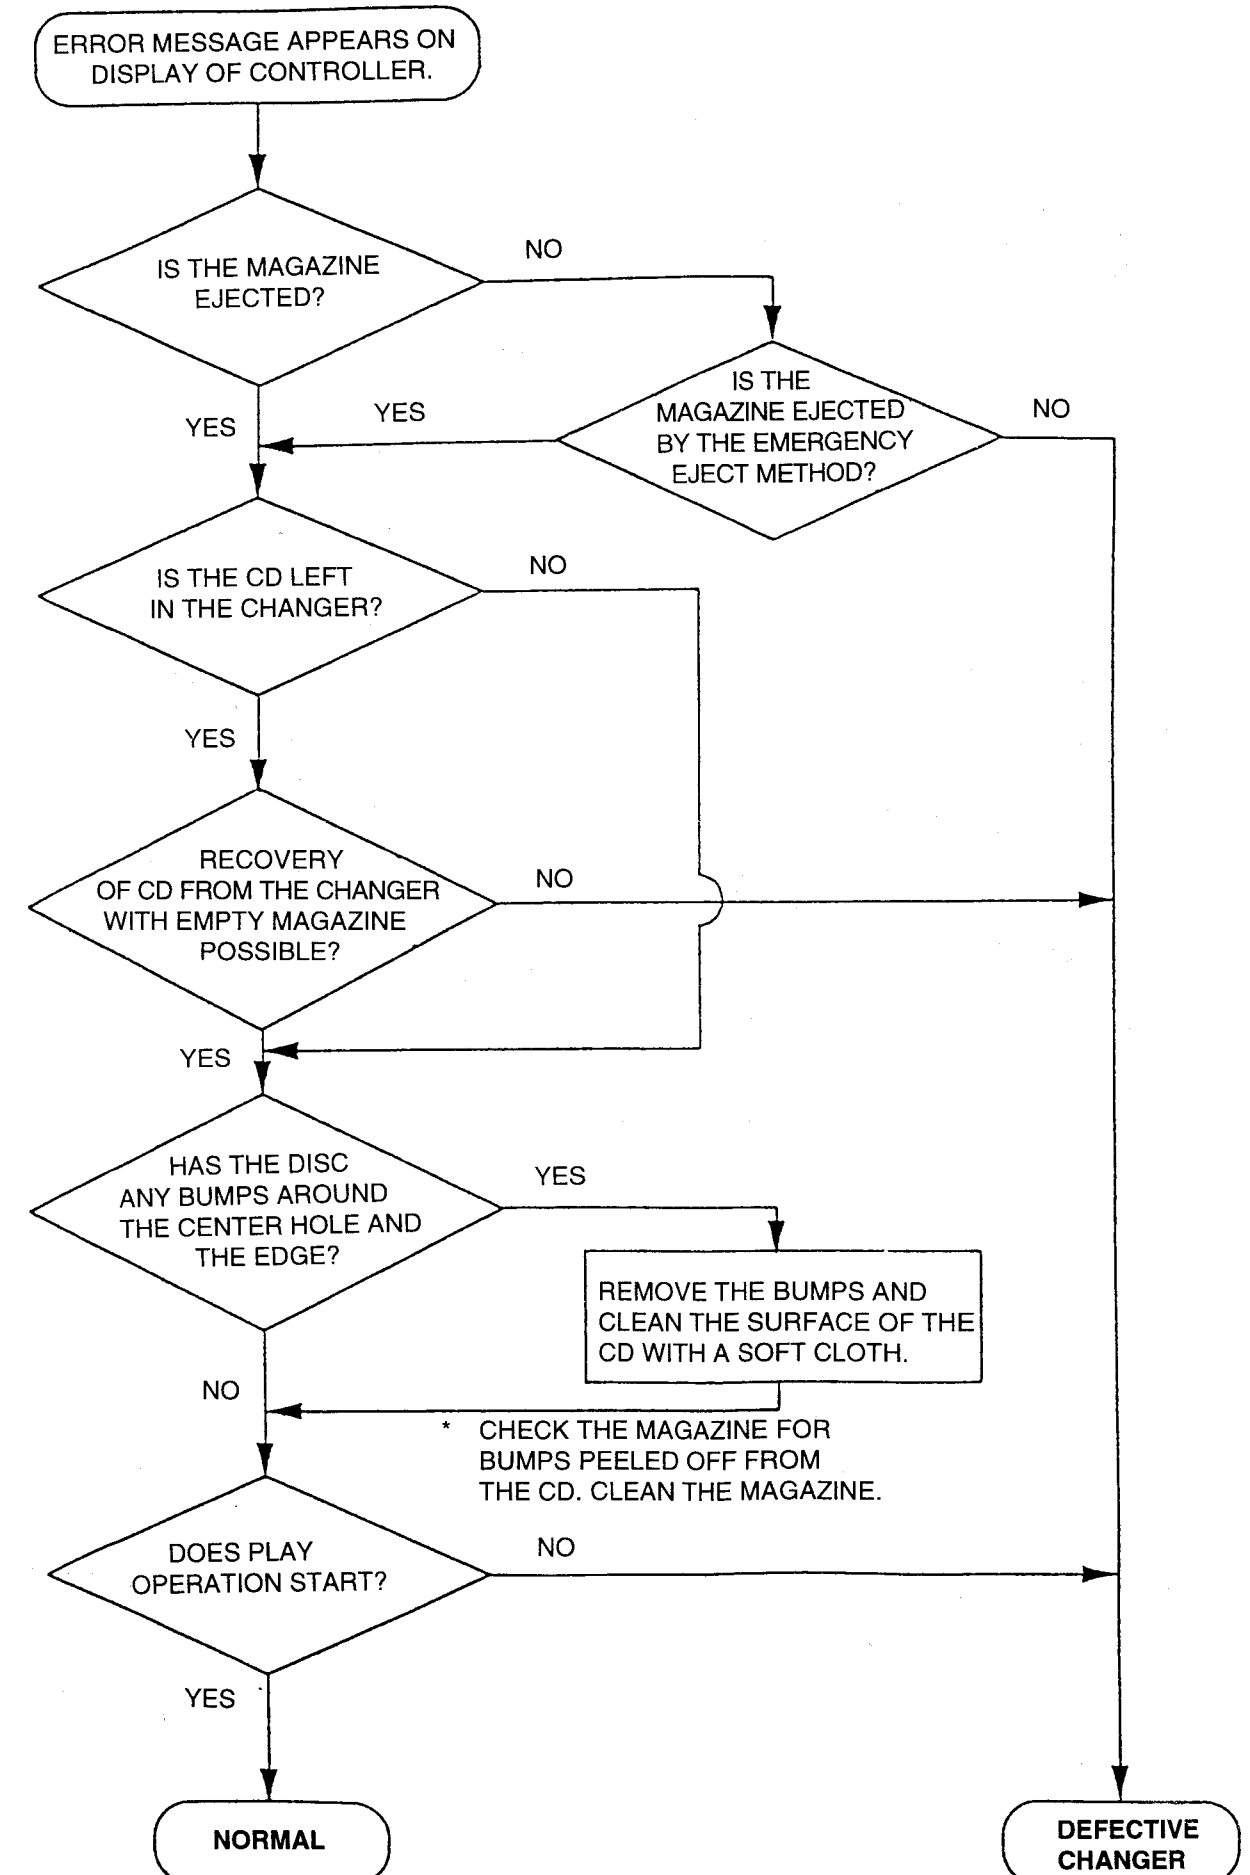 ERROR MESSAGE APPEARS ON
DISPLAY OF CONTROLLER.
IS THE MAGAZINE
EJECTED?
NO
IS THE
MAGAZINE EJECTED
BY THE EMERGENCY
EJECT METHOD?
NO
YES
YES
IS THE CD LEFT
IN THE CHANGER?
NO
YES
RECOVERY
OF CD FROM THE CHANGER
WITH EMPTY MAGAZINE
POSSIBLE?
NO
YES
HAS THE DISC
ANY BUMPS AROUND
THE CENTER HOLE AND
THE EDGE?
YES
REMOVE THE BUMPS AND
CLEAN THE SURFACE OF THE
CD WITH A SOFT CLOTH.
NO
* CHECK THE MAGAZINE FOR
BUMPS PEELED OFF FROM
THE CD. CLEAN THE MAGAZINE.
DOES PLAY
OPERATION START?
NO
YES
NORMAL
DEFECTIVE
CHANGER